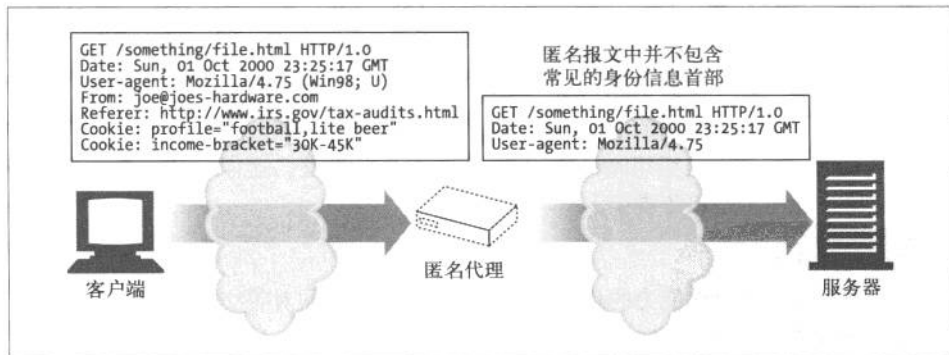 GET /something/file.html HTTP/1.0
Date: Sun, 01 Oct 2000 23:25:17 GMT
User-agent: Mozilla/4.75 (Win98; U)
From: joe@joes-hardware.com
Referer: http://www.irs.gov/tax-audits.html
Cookie: profile="football,lite beer"
Cookie: income-bracket="30K-45K"
匿名报文中并不包含
常见的身份信息首部
GET /something/file.html HTTP/1.0
Date: Sun, 01 Oct 2000 23:25:17 GMT
User-agent: Mozilla/4.75
客户端
匿名代理
服务器